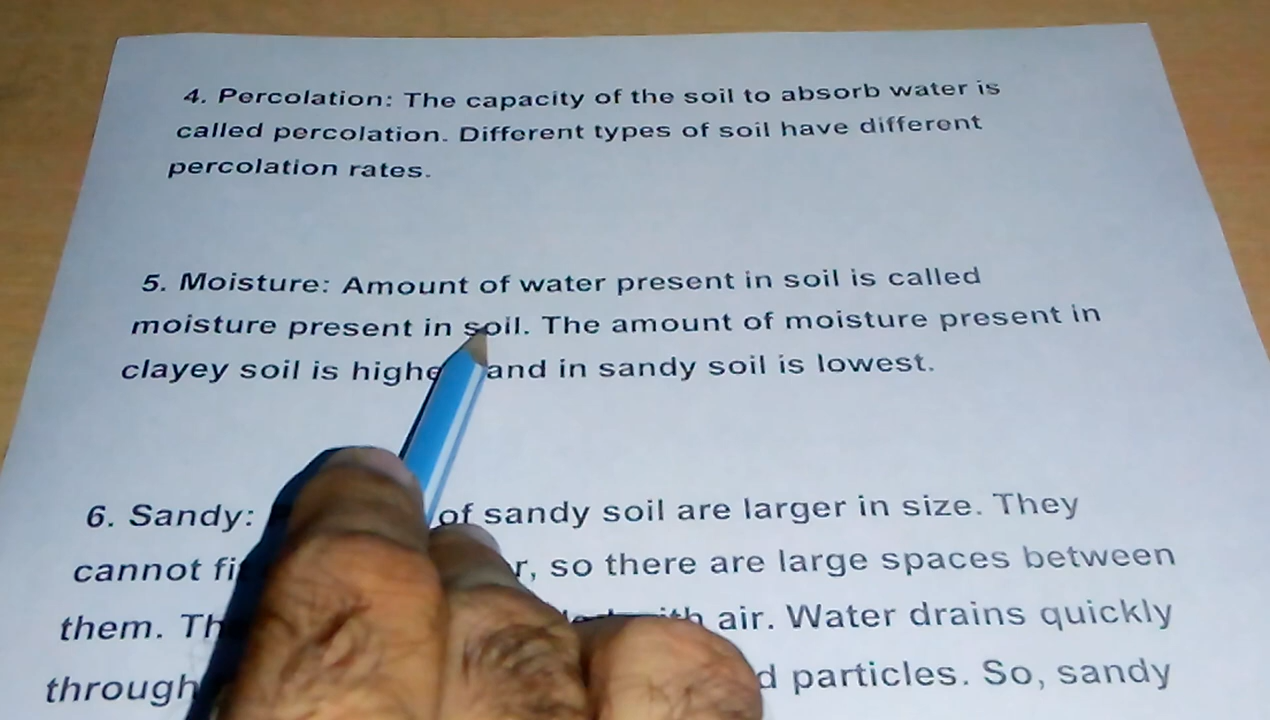 4. Percolation: The capacity of the soil to absorb water is
called percolation. Different types of soil have different
percolation rates.
5. Moisture: Amount of water present in soil is called
moisture present in soil. The amount of moisture present in
clayey soil is and in sandy soil is lowest.
6. Sandy: of sandy soil are larger in size. They
cannot so there are large spaces between
them. air. Water drains quickly
through particles. So, sandy